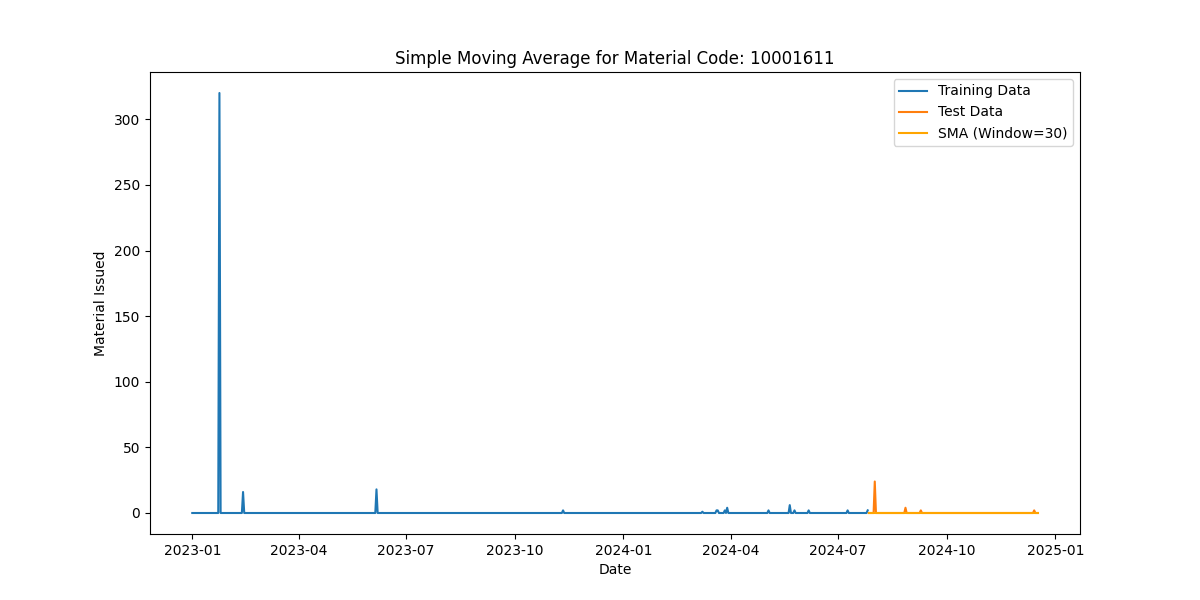 Simple Moving Average for Material Code: 10001611
Training Data
Test Data
SMA (Window=30)
Material Issued
300
250
200
150
100
50
0
2023-01 2023-04 2023-07 2023-10 2024-01 2024-04 2024-07 2024-10 2025-01
Date